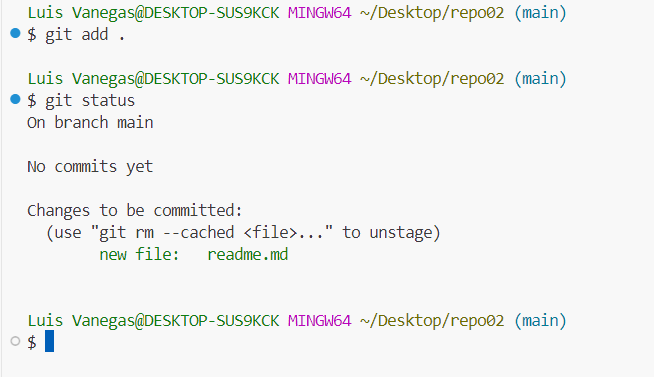 Luis Vanegas@DESKTOP-SUS9KCK MINGW64 ~/Desktop/repo02 (main)
$ git add .
Luis Vanegas@DESKTOP-SUS9KCK MINGW64 ~/Desktop/repo02 (main)
$ git status
On branch main
No commits yet
Changes to be committed:
(use "git rm --cached <file>..." to unstage)
new file: readme.md
Luis Vanegas@DESKTOP-SUS9KCK MINGW64 ~/Desktop/repo02 (main)
$